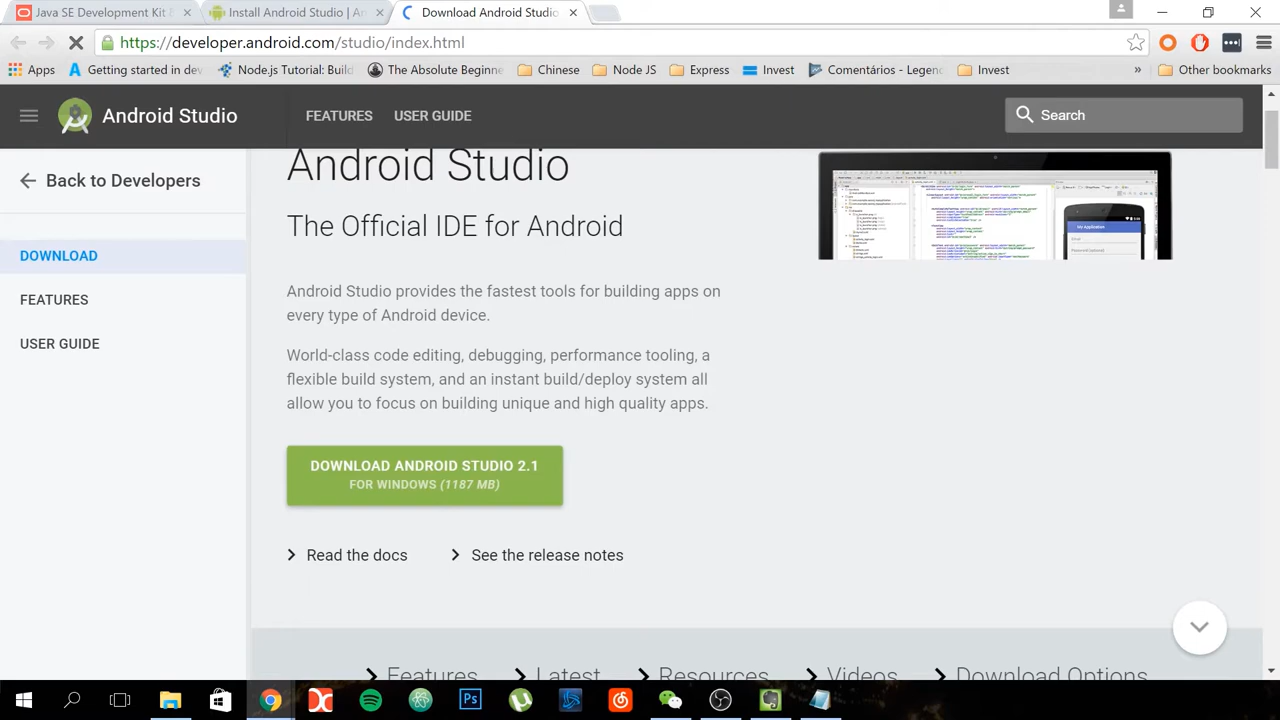 Java SE Development Kit 8
Install Android Studio | An
Download Android Studio
https://developer.android.com/studio/index.html
Apps
Getting started in dev
Node.js Tutorial: Build
The Absolute Beginne
Chinese
Node JS
Express
Invest
Comentários - Legen
Invest
»
Other bookmarks
Android Studio
FEATURES
USER GUIDE
Search
Back to Developers
DOWNLOAD
FEATURES
USER GUIDE
Android Studio
The Official IDE for Android
Android Studio provides the fastest tools for building apps on
every type of Android device.
World-class code editing, debugging, performance tooling, a
flexible build system, and an instant build/deploy system all
allow you to focus on building unique and high quality apps.
DOWNLOAD ANDROID STUDIO 2.1
FOR WINDOWS (1187 MB)
Read the docs
See the release notes
My Application
Features
Latest
Resources
Videos
Download Options
Ps